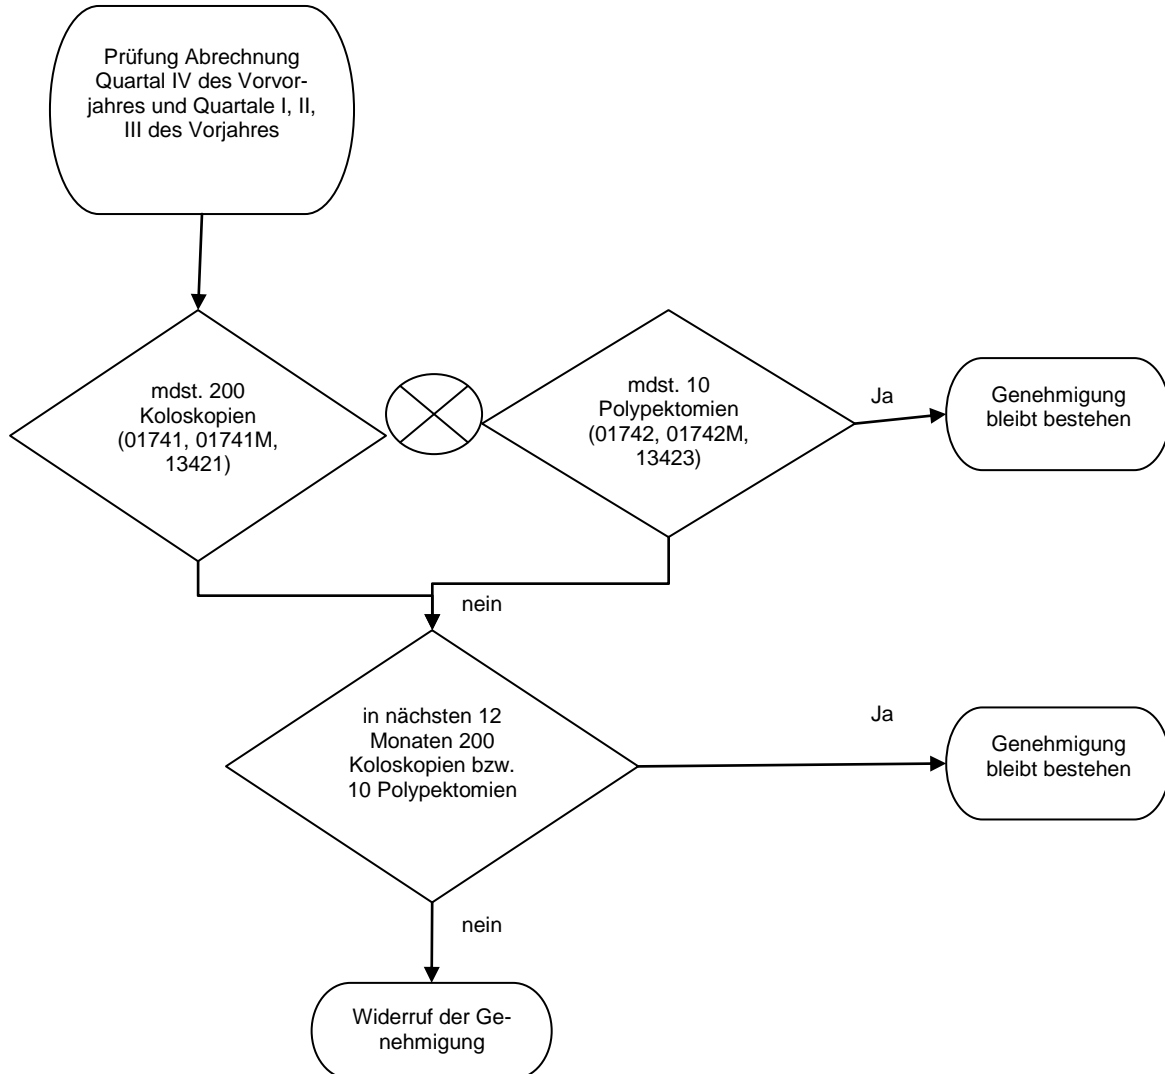 Prüfung Abrechnung
Quartal IV des Vorvor-
jahres und Quartale I, II,
III des Vorjahres
mdst. 200
Koloskopien
(01741, 01741M,
13421)
mdst. 10
Polypektomien
(01742, 01742M,
13423)
Ja
Genehmigung
bleibt bestehen
nein
in nächsten 12
Monaten 200
Koloskopien bzw.
10 Polypektomien
Ja
Genehmigung
bleibt bestehen
nein
Widerruf der Ge-
nehmigung